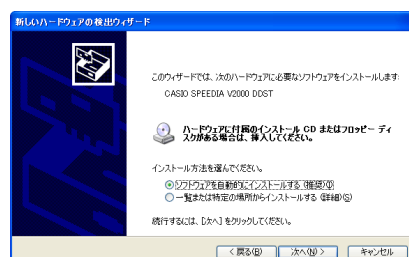 新しいハードウェアの検出ウィザード
このウィザードでは、次のハードウェアに必要なソフトウェアをインストールします:
CASIO SPEEDIA V2000 DDST
ハードウェアに付属のインストール CD またはフロッピー ディ
スクがある場合は、挿入してください。
インストール方法を選んでください。
ソフトウェアを自動的にインストールする (推奨)(I)
一覧または特定の場所からインストールする (詳細)(S)
続行するには、[次へ] をクリックしてください。
< 戻る(B) 次へ(N) > キャンセル